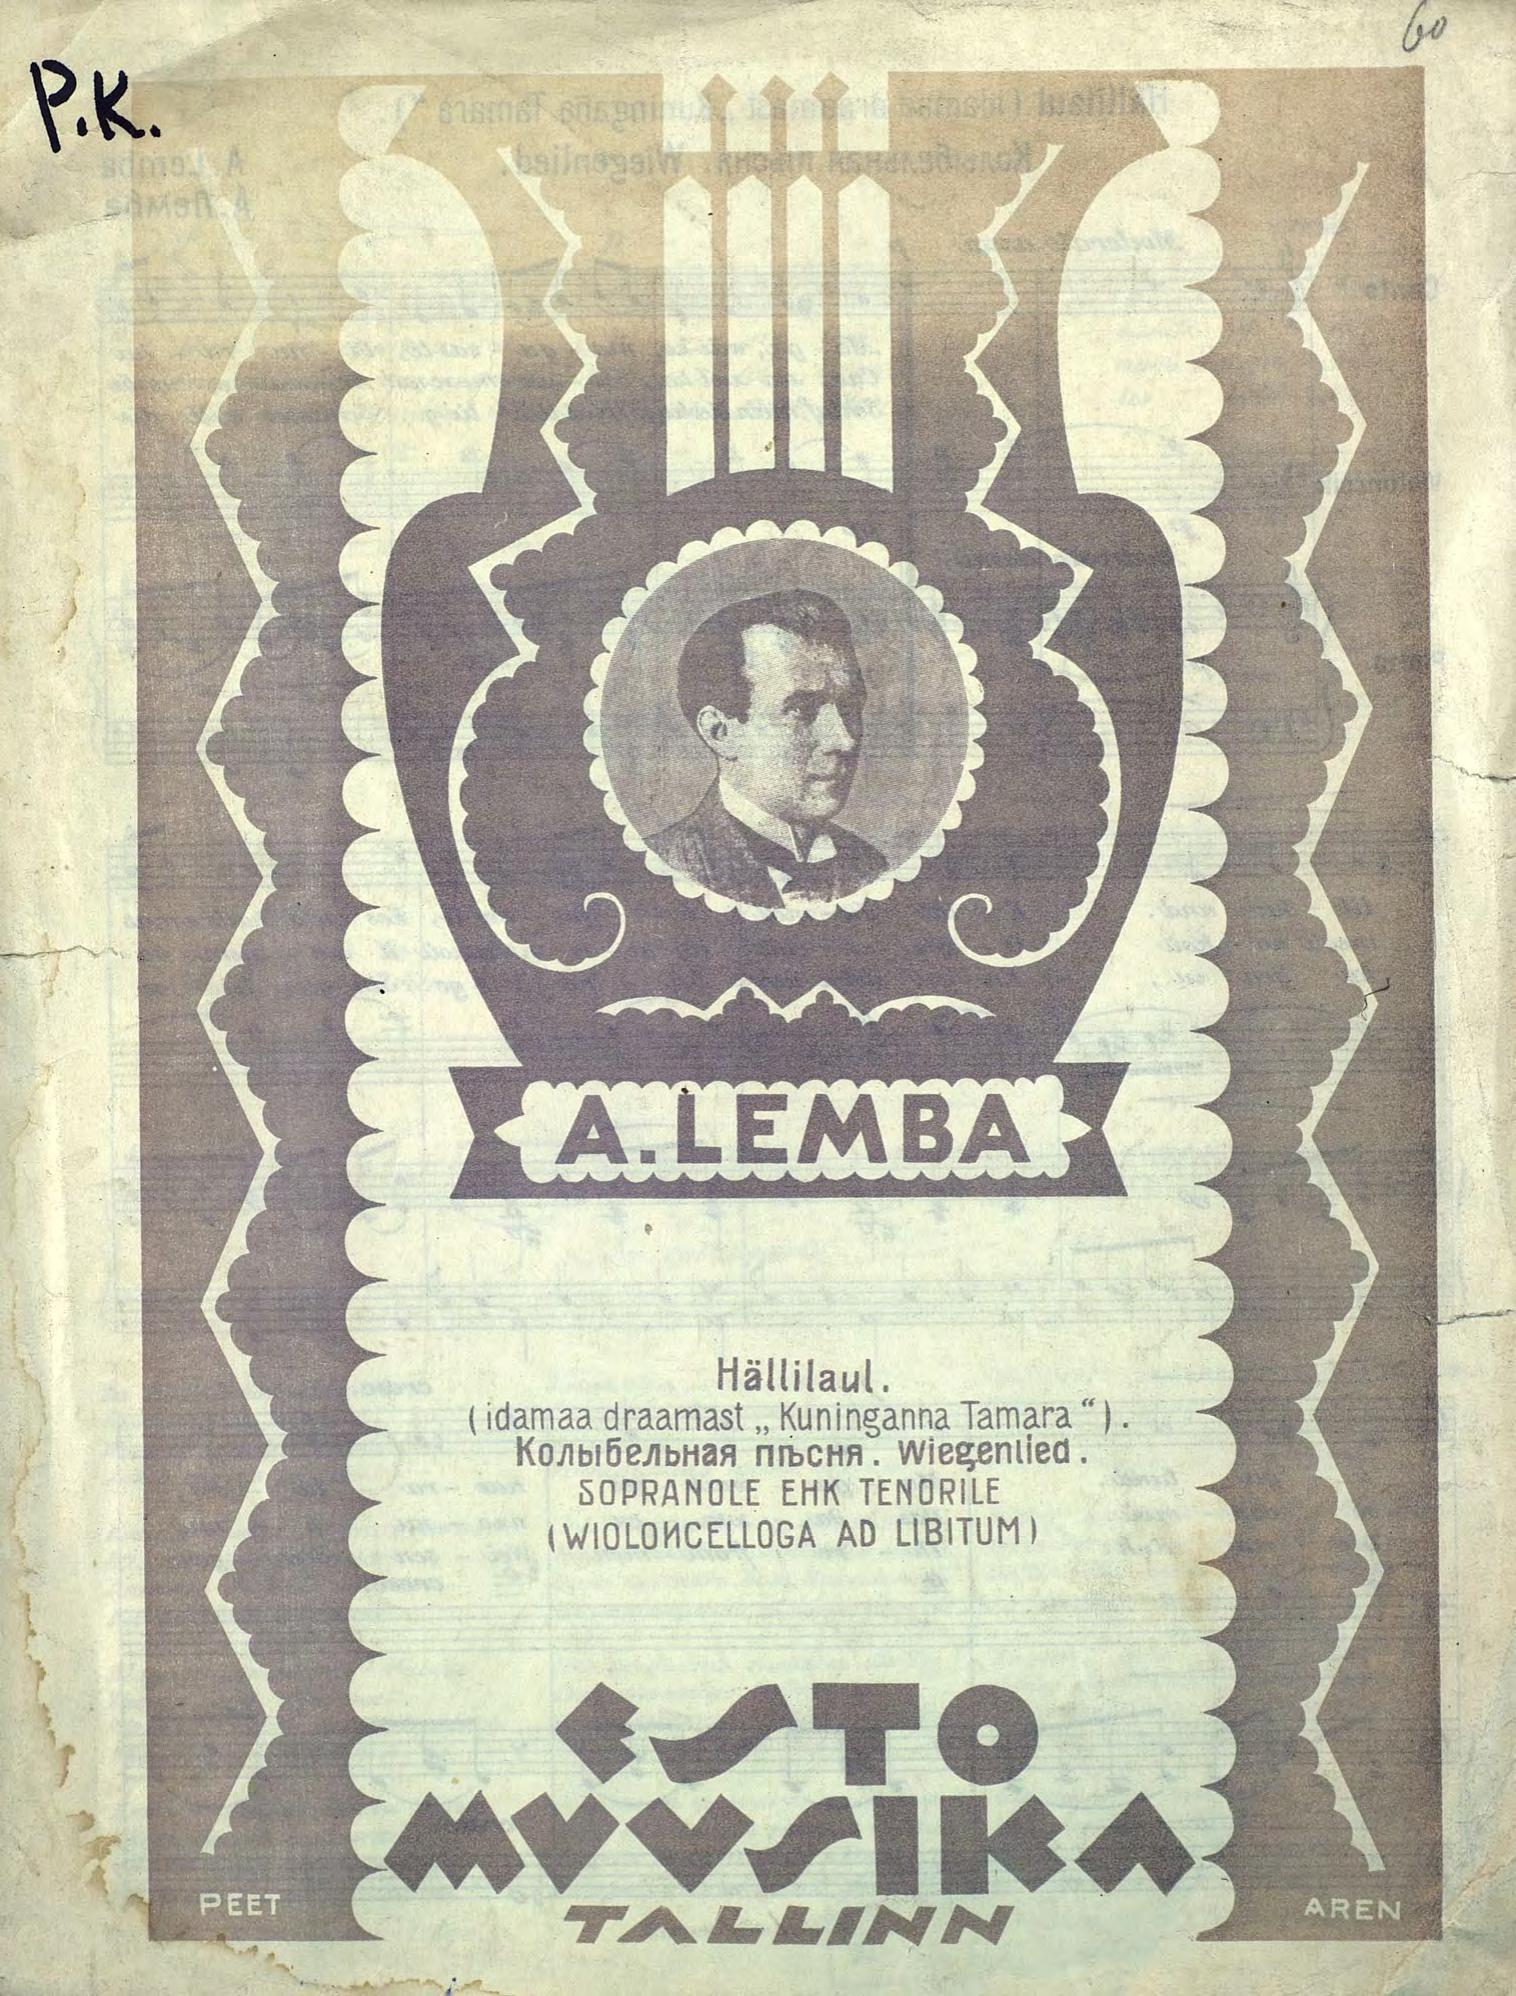 60
P.K.
A. LEMBA
Hällilaul.
(idamaa draamast „Kuninganna Tamara“).
Колыбельная пѣсня. Wiegenlied.
SOPRANOLE EHK TENORILE
(WIOLONCELLOGA AD LIBITUM)
ESTO
MUUSIKA
TALLINN
PEET
AREN